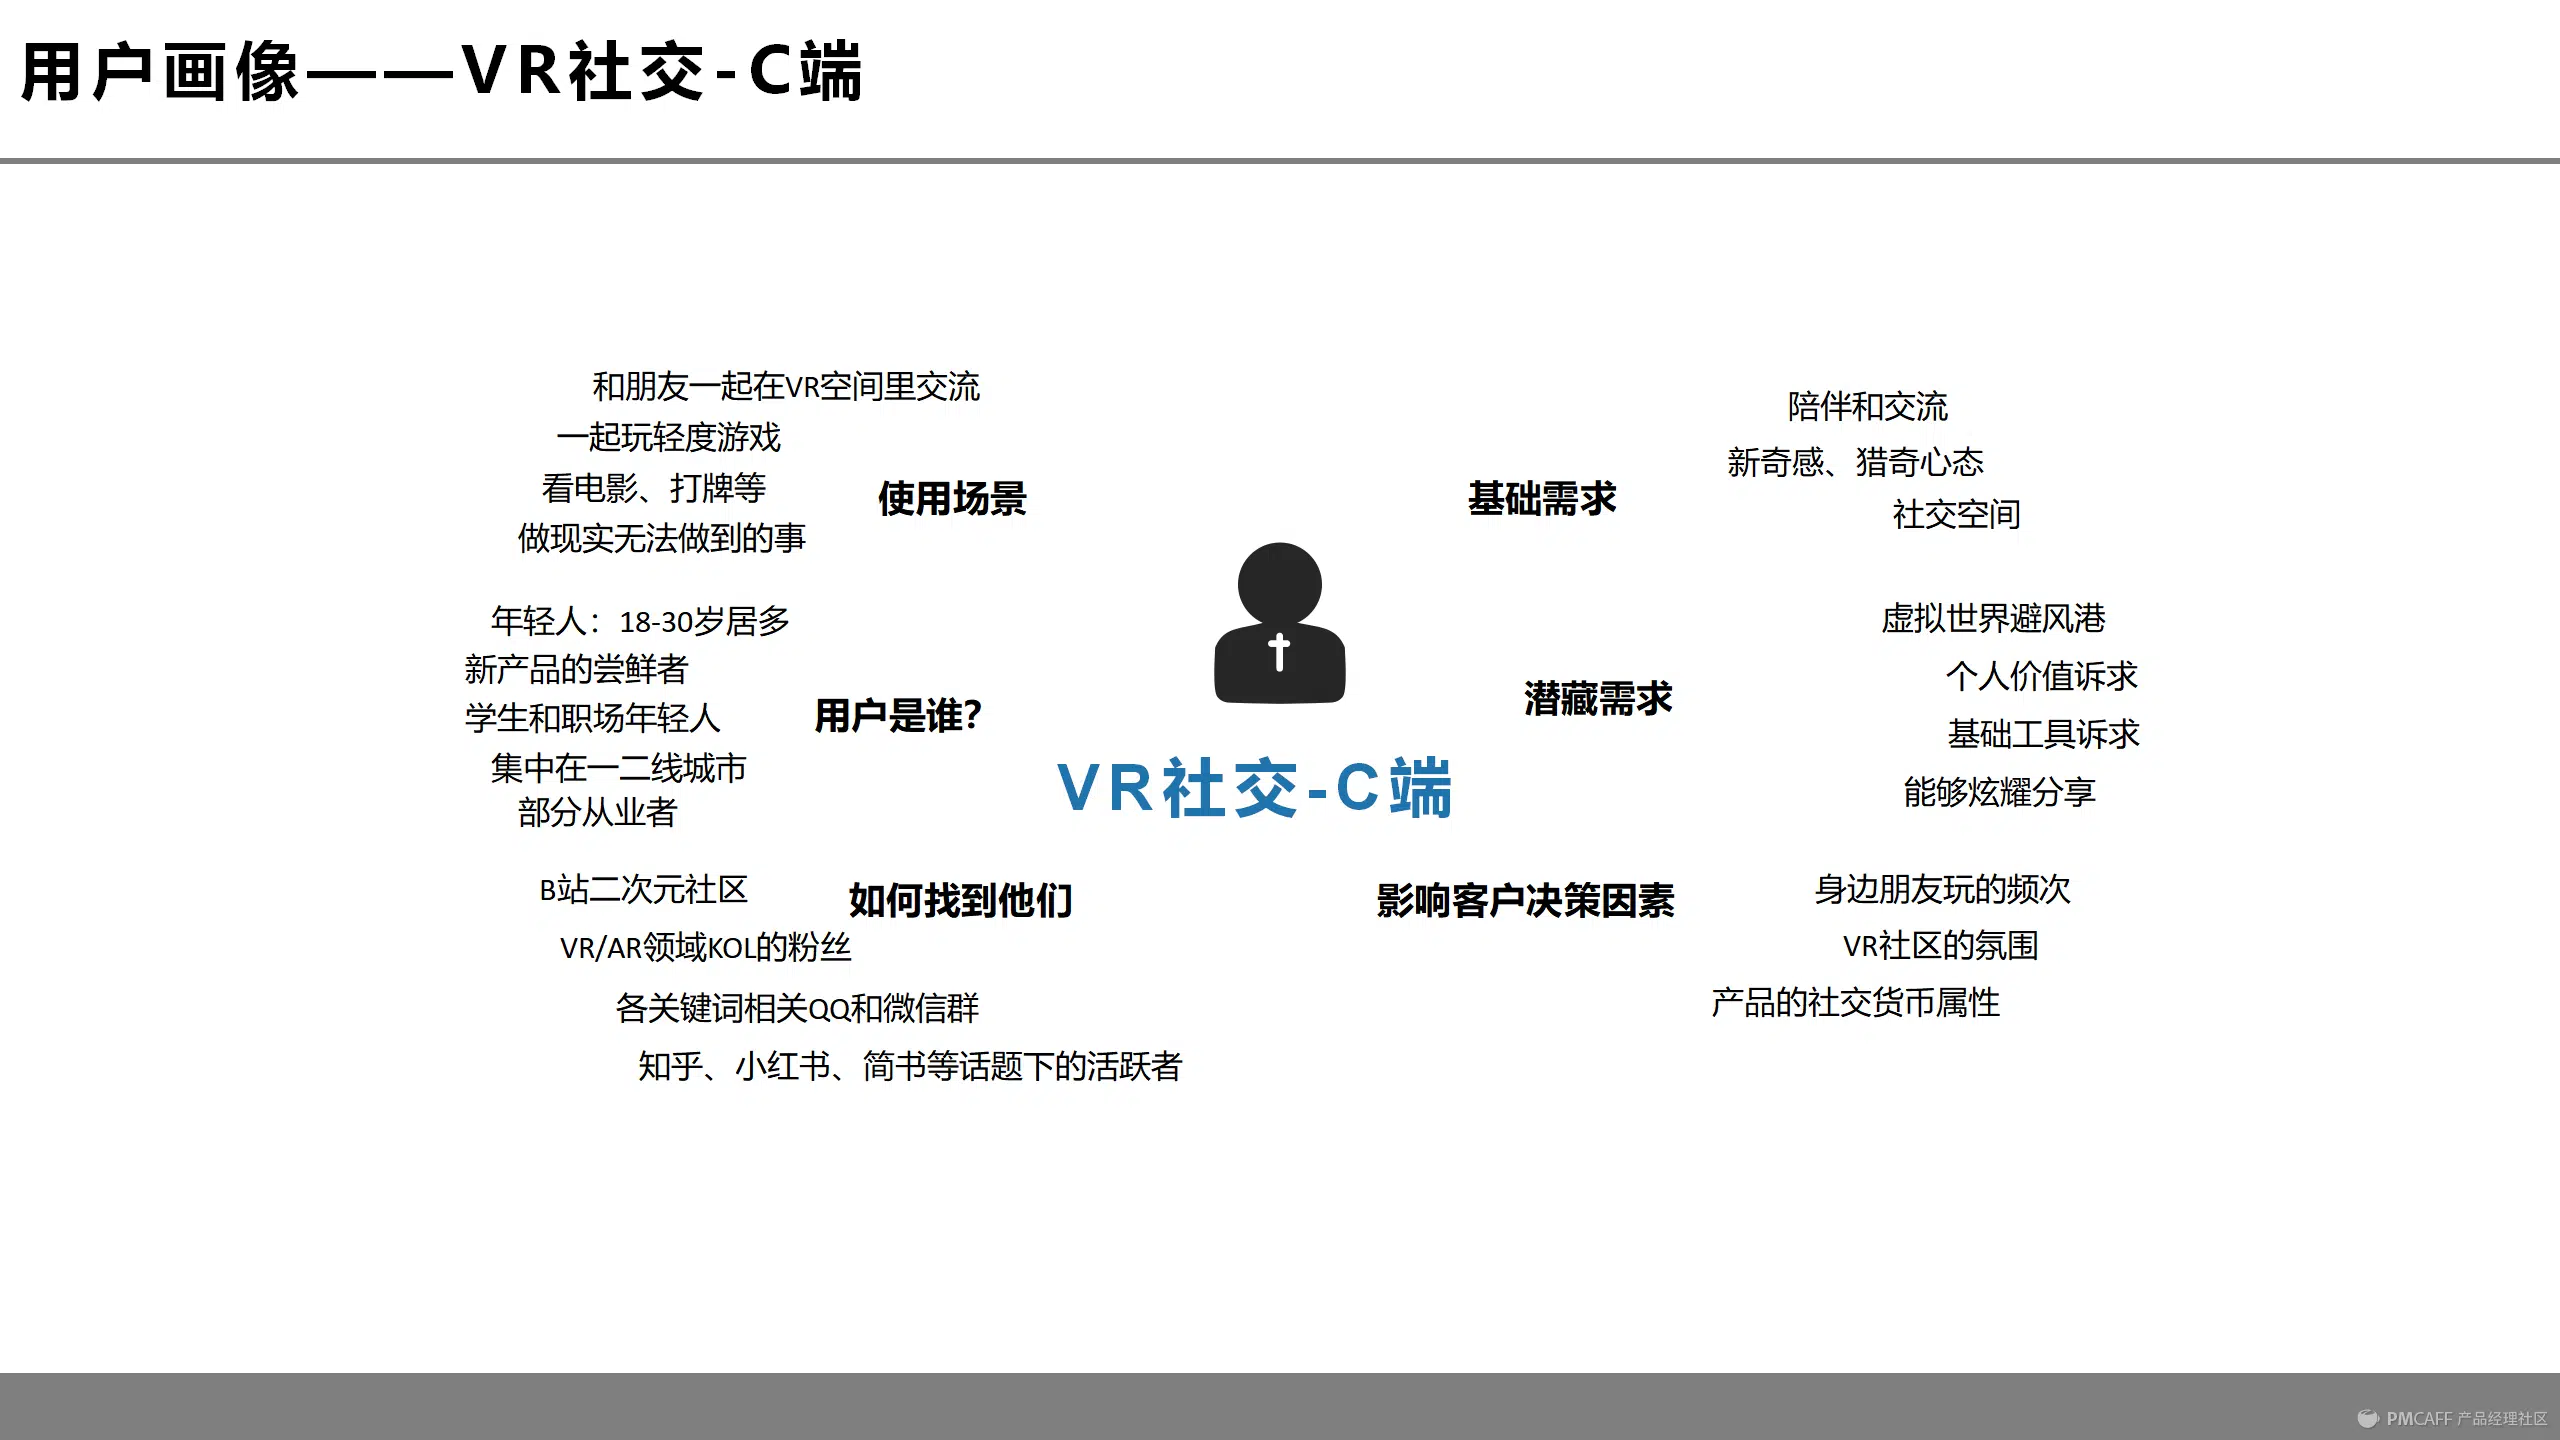 用户画像——VR社交-C端
和朋友一起在VR空间里交流
一起玩轻度游戏
看电影、打牌等
做现实无法做到的事
使用场景
年轻人：18-30岁居多
新产品的尝鲜者
学生和职场年轻人
集中在一二线城市
部分从业者
用户是谁？
B站二次元社区
VR/AR领域KOL的粉丝
各关键词相关QQ和微信群
知乎、小红书、简书等话题下的活跃者
如何找到他们
VR社交-C端
基础需求
陪伴和交流
新奇感、猎奇心态
社交空间
潜藏需求
虚拟世界避风港
个人价值诉求
基础工具诉求
能够炫耀分享
影响客户决策因素
身边朋友玩的频次
VR社区的氛围
产品的社交货币属性
PMCAFF 产品经理社区